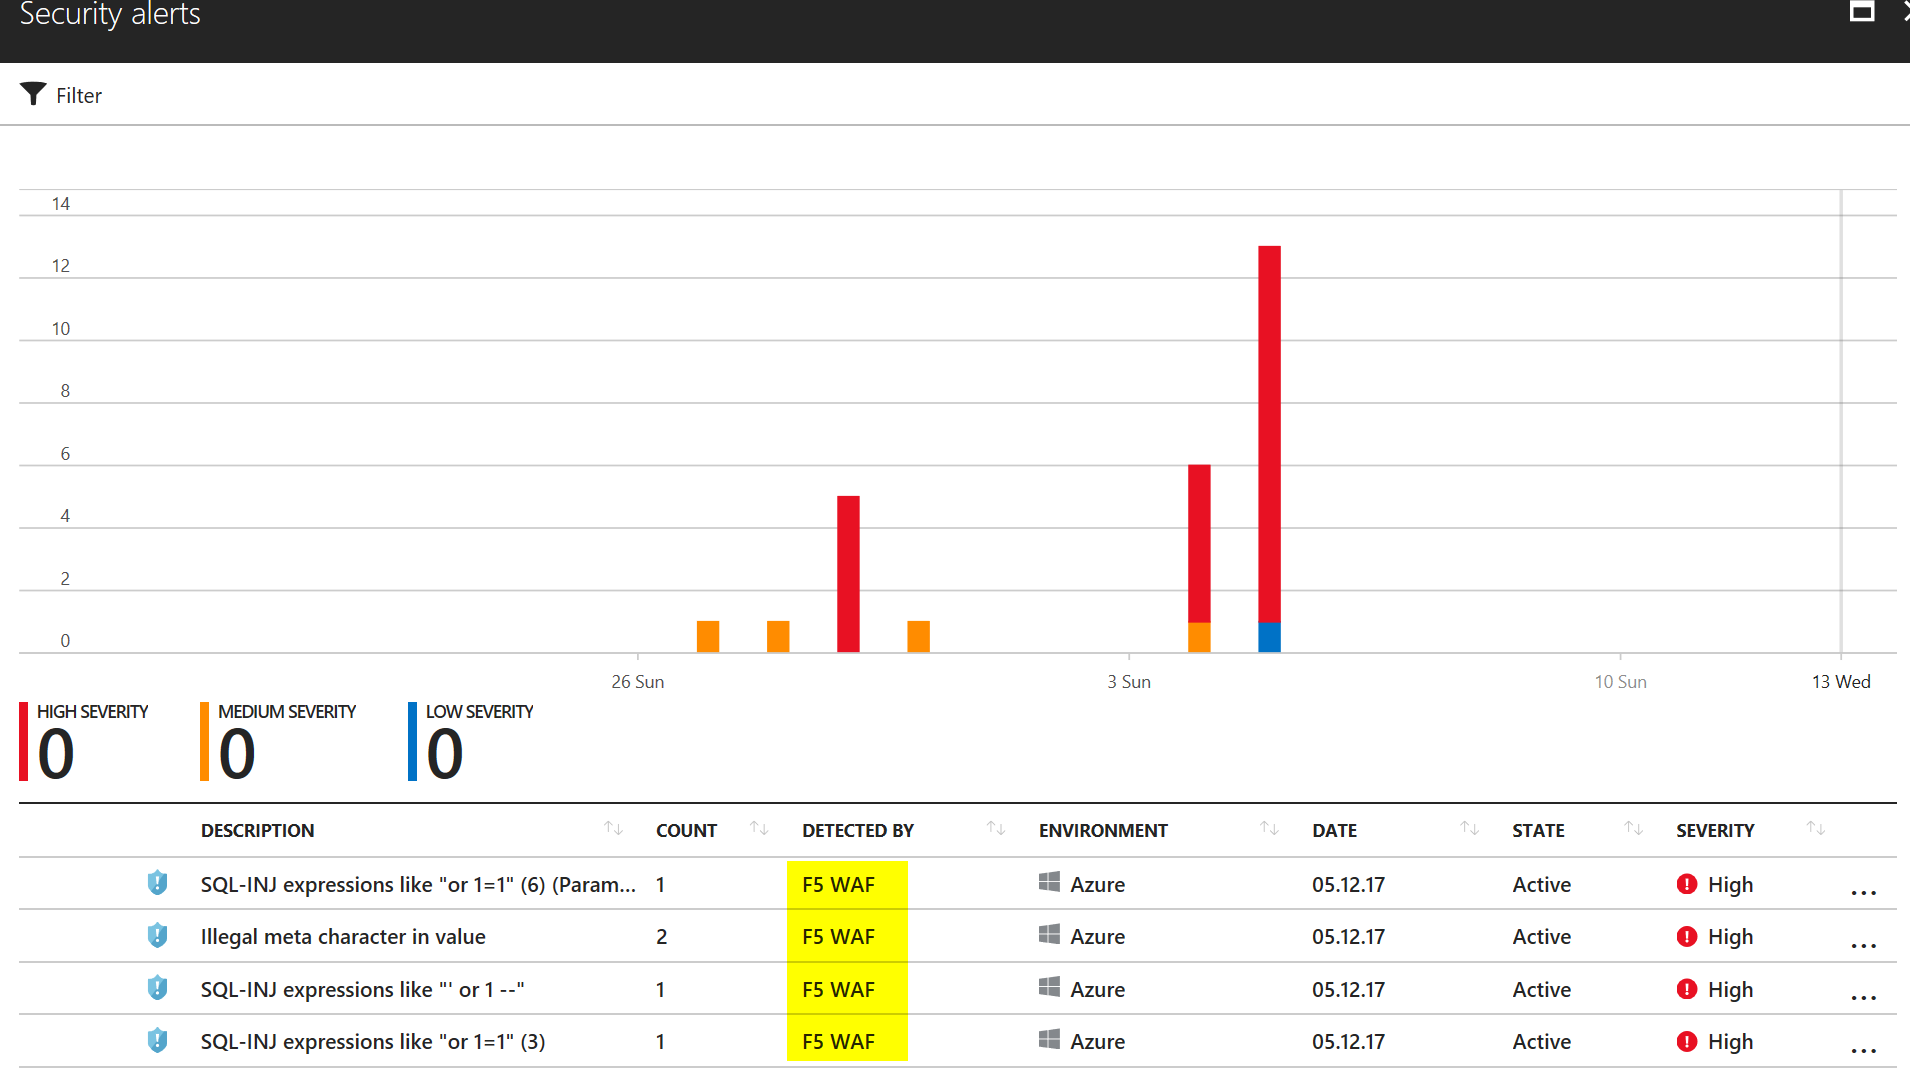 Security alerts
Filter
14
12
10
8
6
4
2
0
26 Sun 3 Sun 10 Sun 13 Wed
HIGH SEVERITY MEDIUM SEVERITY LOW SEVERITY
0 0 0
DESCRIPTION COUNT DETECTED BY ENVIRONMENT DATE STATE SEVERITY
SQL-INJ expressions like "or 1=1" (6) (Param... 1 F5 WAF Azure 05.12.17 Active High ...
Illegal meta character in value 2 F5 WAF Azure 05.12.17 Active High ...
SQL-INJ expressions like "' or 1 --" 1 F5 WAF Azure 05.12.17 Active High ...
SQL-INJ expressions like "or 1=1" (3) 1 F5 WAF Azure 05.12.17 Active High ...